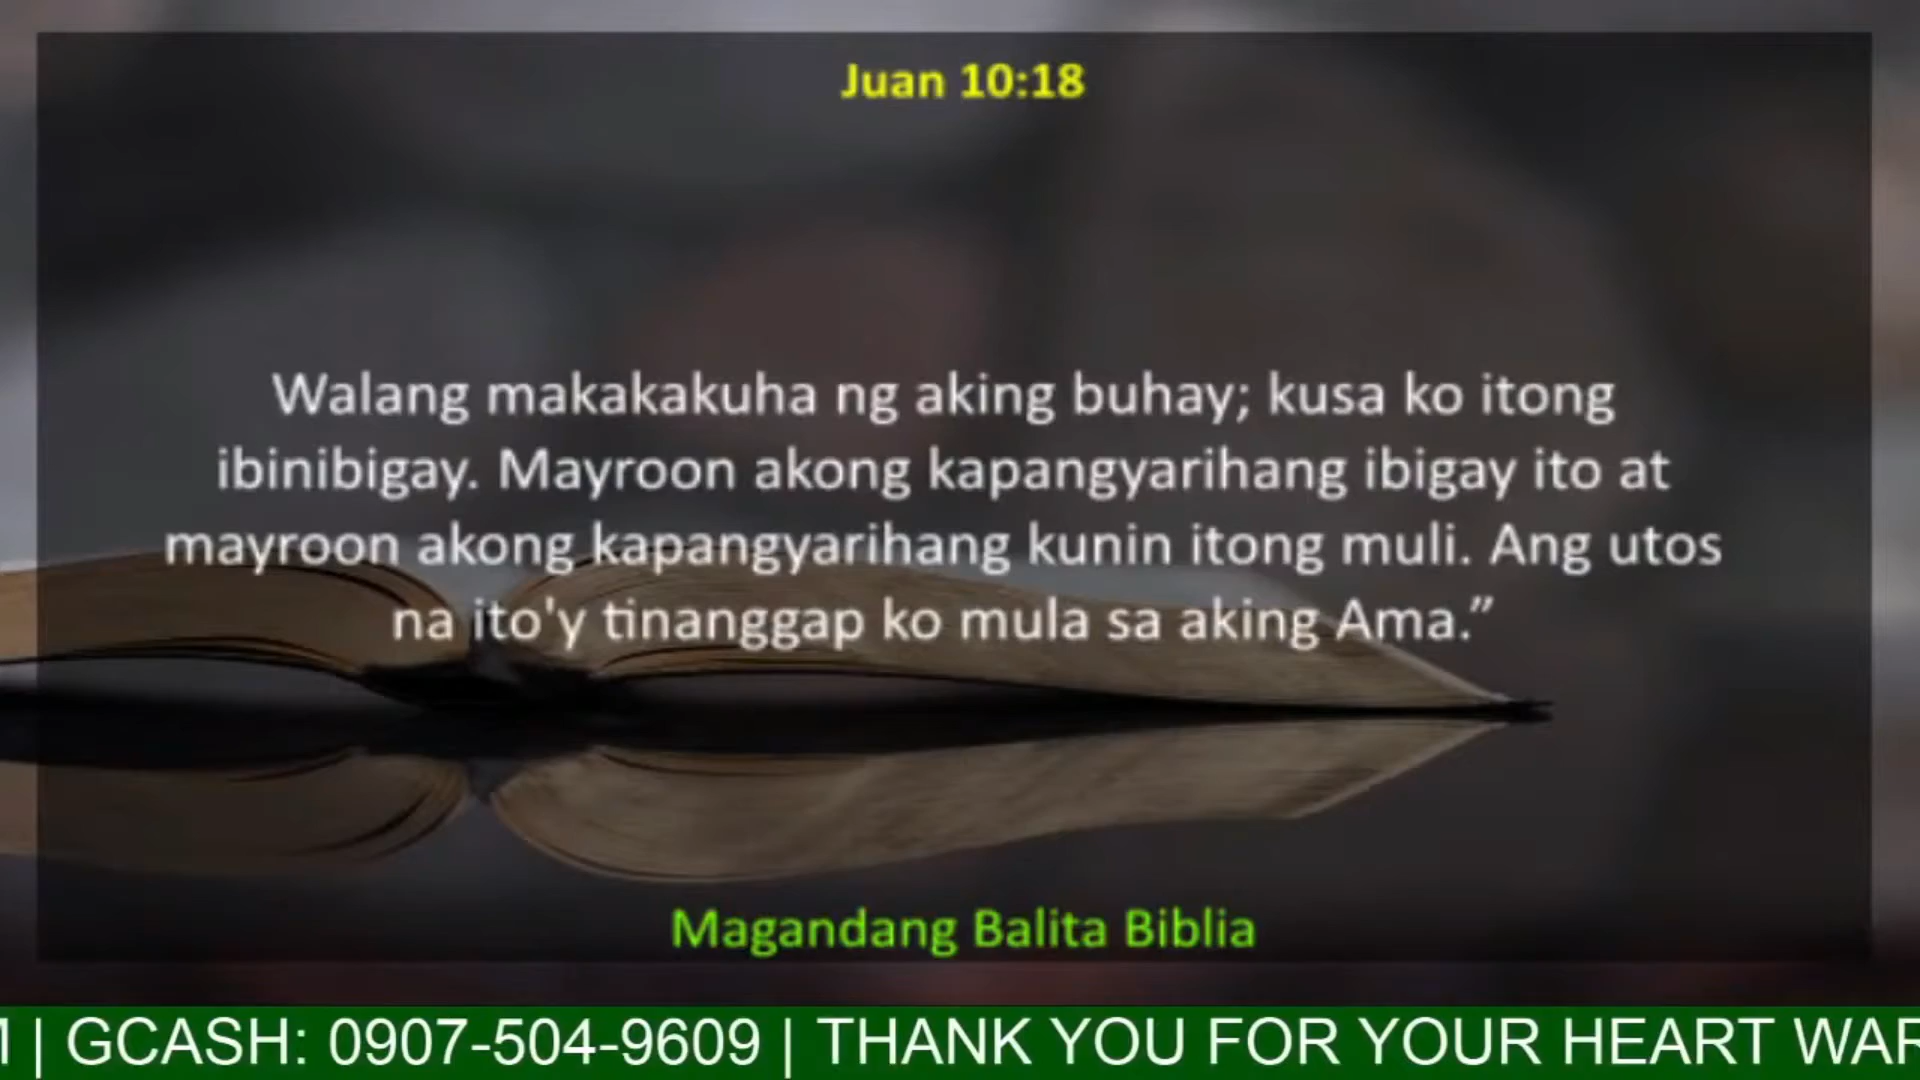 Juan 10:18
Walang makakakuha ng aking buhay; kusa ko itong
ibinibigay. Mayroon akong kapangyarihang ibigay ito at
mayroon akong kapangyarihang kunin itong muli. Ang utos
na ito'y tinanggap ko mula sa aking Ama.”
Magandang Balita Biblia
| GCASH: 0907-504-9609 | THANK YOU FOR YOUR HEART